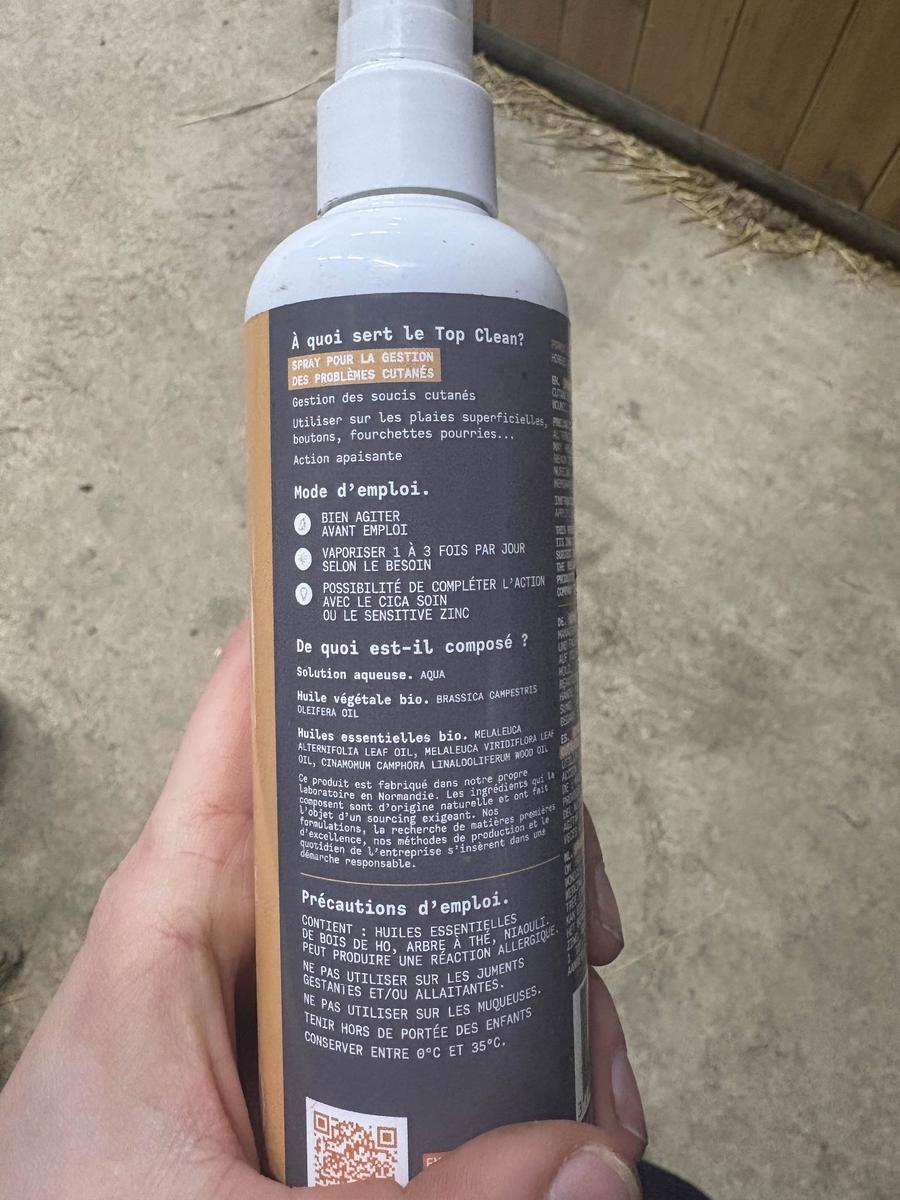 À quoi sert le Top Clean?
SPRAY POUR LA GESTION
DES PROBLÈMES CUTANÉS
Gestion des soucis cutanés
Utiliser sur les plaies superficielles,
boutons, fourchettes pourries...
Action apaisante
Mode d'emploi.
BIEN AGITER
AVANT EMPLOI
VAPORISER 1 À 3 FOIS PAR JOUR
SELON LE BESOIN
POSSIBILITÉ DE COMPLÉTER L'ACTION
AVEC LE CICA SOIN
OU LE SENSITIVE ZINC
De quoi est-il composé ?
Solution aqueuse. AQUA
Huile végétale bio. BRASSICA CAMPESTRIS
OLEIFERA OIL
Huiles essentielles bio. MELALEUCA
ALTERNIFOLIA LEAF OIL, MELALEUCA VIRIDIFLORA LEAF
OIL, CINAMOMUM CAMPHORA LINALOOLIFERUM WOOD OIL
Ce produit est fabriqué dans notre propre
laboratoire en Normandie. Les ingrédients qui le
composent sont d'origine naturelle et ont fait
l'objet d'un sourcing exigeant. Nos
formulations, la recherche de matières premières
d'excellence, nos méthodes de production et le
quotidien de l'entreprise s'insèrent dans une
démarche responsable.
Précautions d'emploi.
CONTIENT : HUILES ESSENTIELLES
DE BOIS DE HO, ARBRE À THÉ, NIAOULI.
PEUT PRODUIRE UNE RÉACTION ALLERGIQUE.
NE PAS UTILISER SUR LES JUMENTS
GESTANTES ET/OU ALLAITANTES.
NE PAS UTILISER SUR LES MUQUEUSES.
TENIR HORS DE PORTÉE DES ENFANTS
CONSERVER ENTRE 0°C ET 35°C.